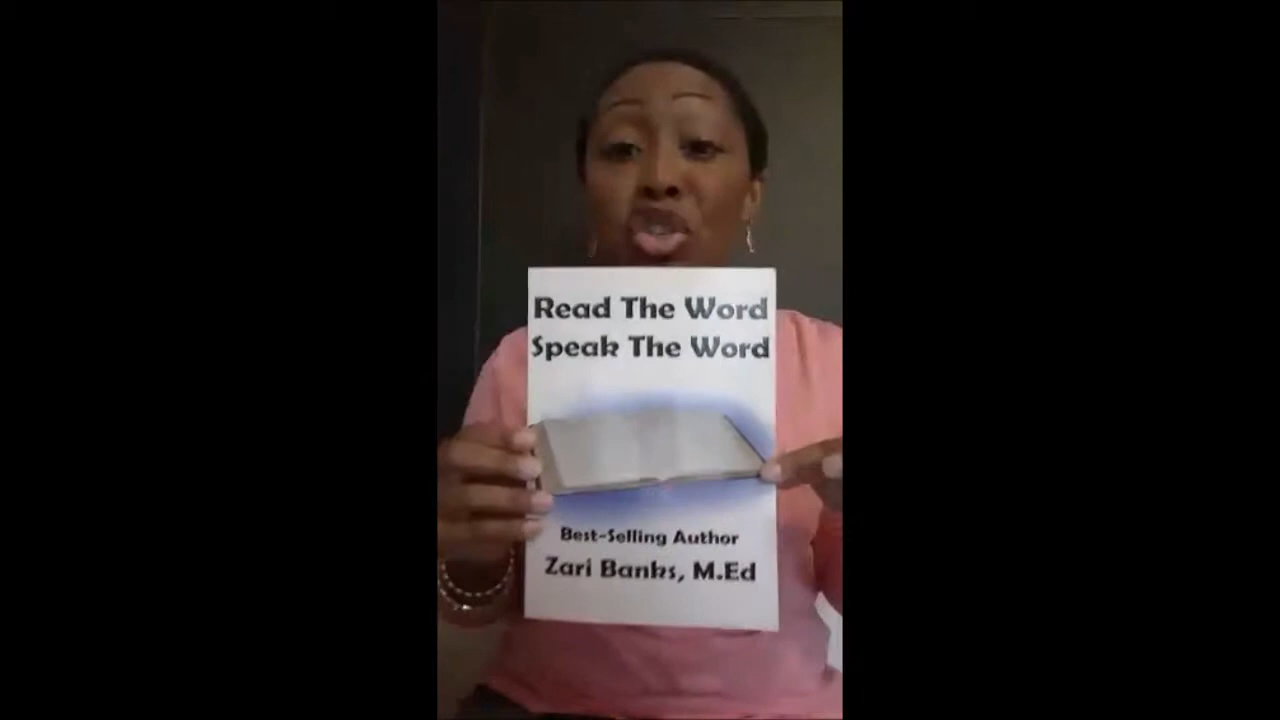 Read The Word
Speak The Word
Best-Selling Author
Zari Banks, M.Ed